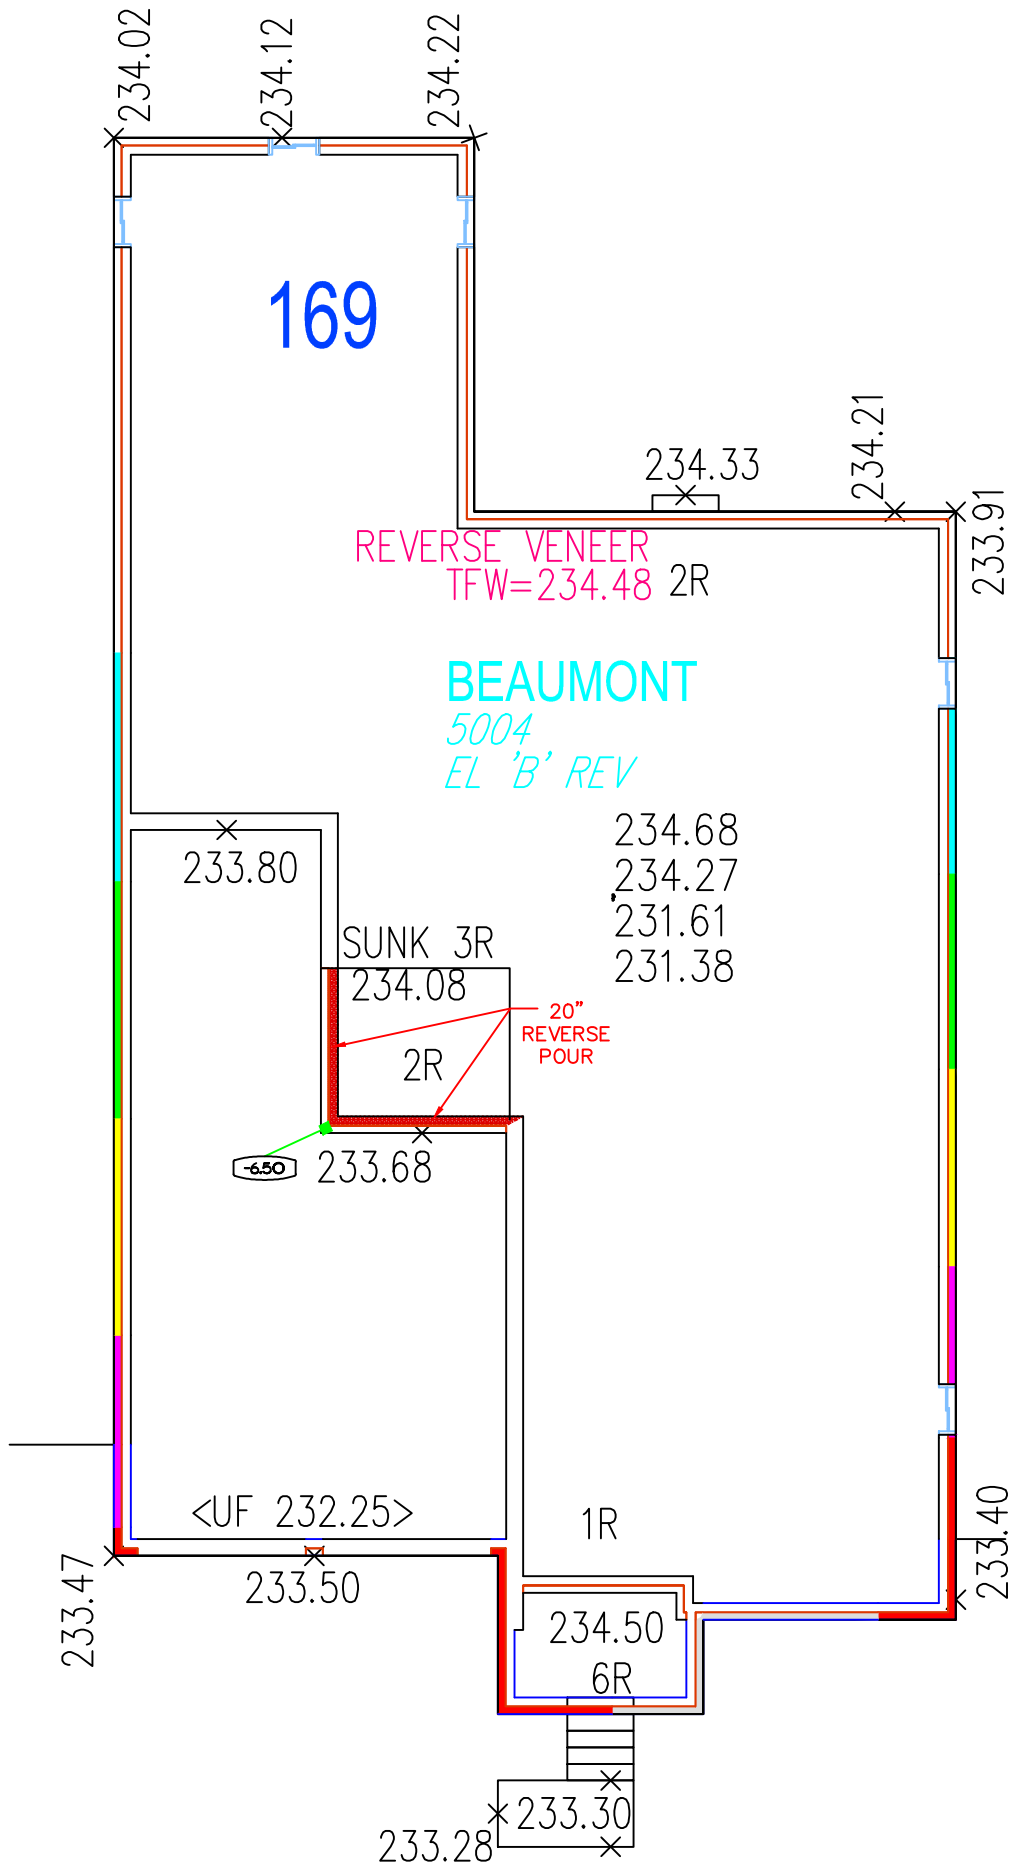 234.02
234.12
234.22
169
234.33
234.21
233.91
REVERSE VENEER
TFW=234.48
2R
BEAUMONT
5004
EL 'B' REV
234.68
234.27
231.61
231.38
233.80
SUNK 3R
234.08
20"
REVERSE
POUR
2R
-6.50
233.68
<UF 232.25>
1R
233.40
233.47
233.50
234.50
6R
233.30
233.28